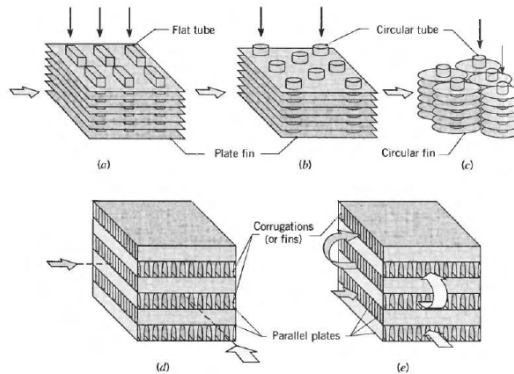 Flat tube
Circular tube
Plate fin
Circular fin
(a)
(b)
(c)
Corrugations
(or fins)
Parallel plates
(d)
(e)